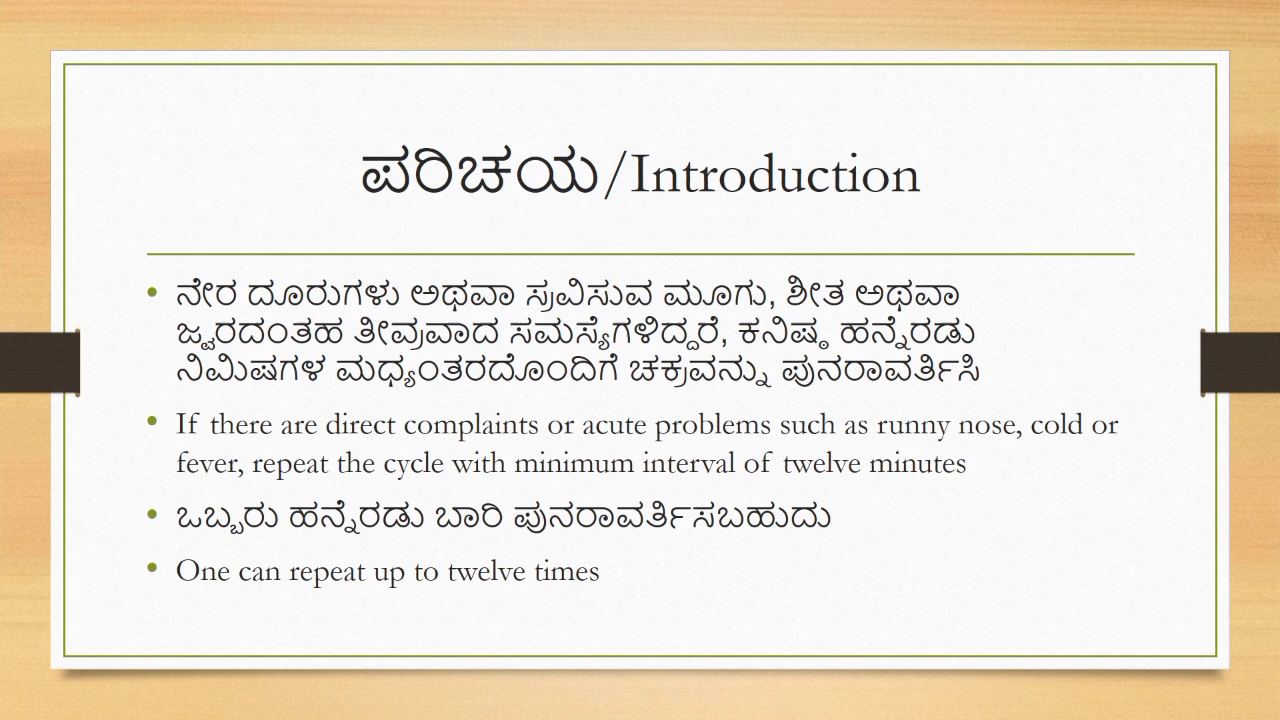 ಪರಿಚಯ/Introduction
• ನೇರ ದೂರುಗಳು ಅಥವಾ ಸ್ರವಿಸುವ ಮೂಗು, ಶೀತ ಅಥವಾ
ಜ್ವರದಂತಹ ತೀವ್ರವಾದ ಸಮಸ್ಯೆಗಳಿದ್ದರೆ, ಕನಿಷ್ಠ ಹನ್ನೆರಡು
ನಿಮಿಷಗಳ ಮಧ್ಯಂತರದೊಂದಿಗೆ ಚಕ್ರವನ್ನು ಪುನರಾವರ್ತಿಸಿ
• If there are direct complaints or acute problems such as runny nose, cold or
fever, repeat the cycle with minimum interval of twelve minutes
• ಒಬ್ಬರು ಹನ್ನೆರಡು ಬಾರಿ ಪುನರಾವರ್ತಿಸಬಹುದು
• One can repeat up to twelve times